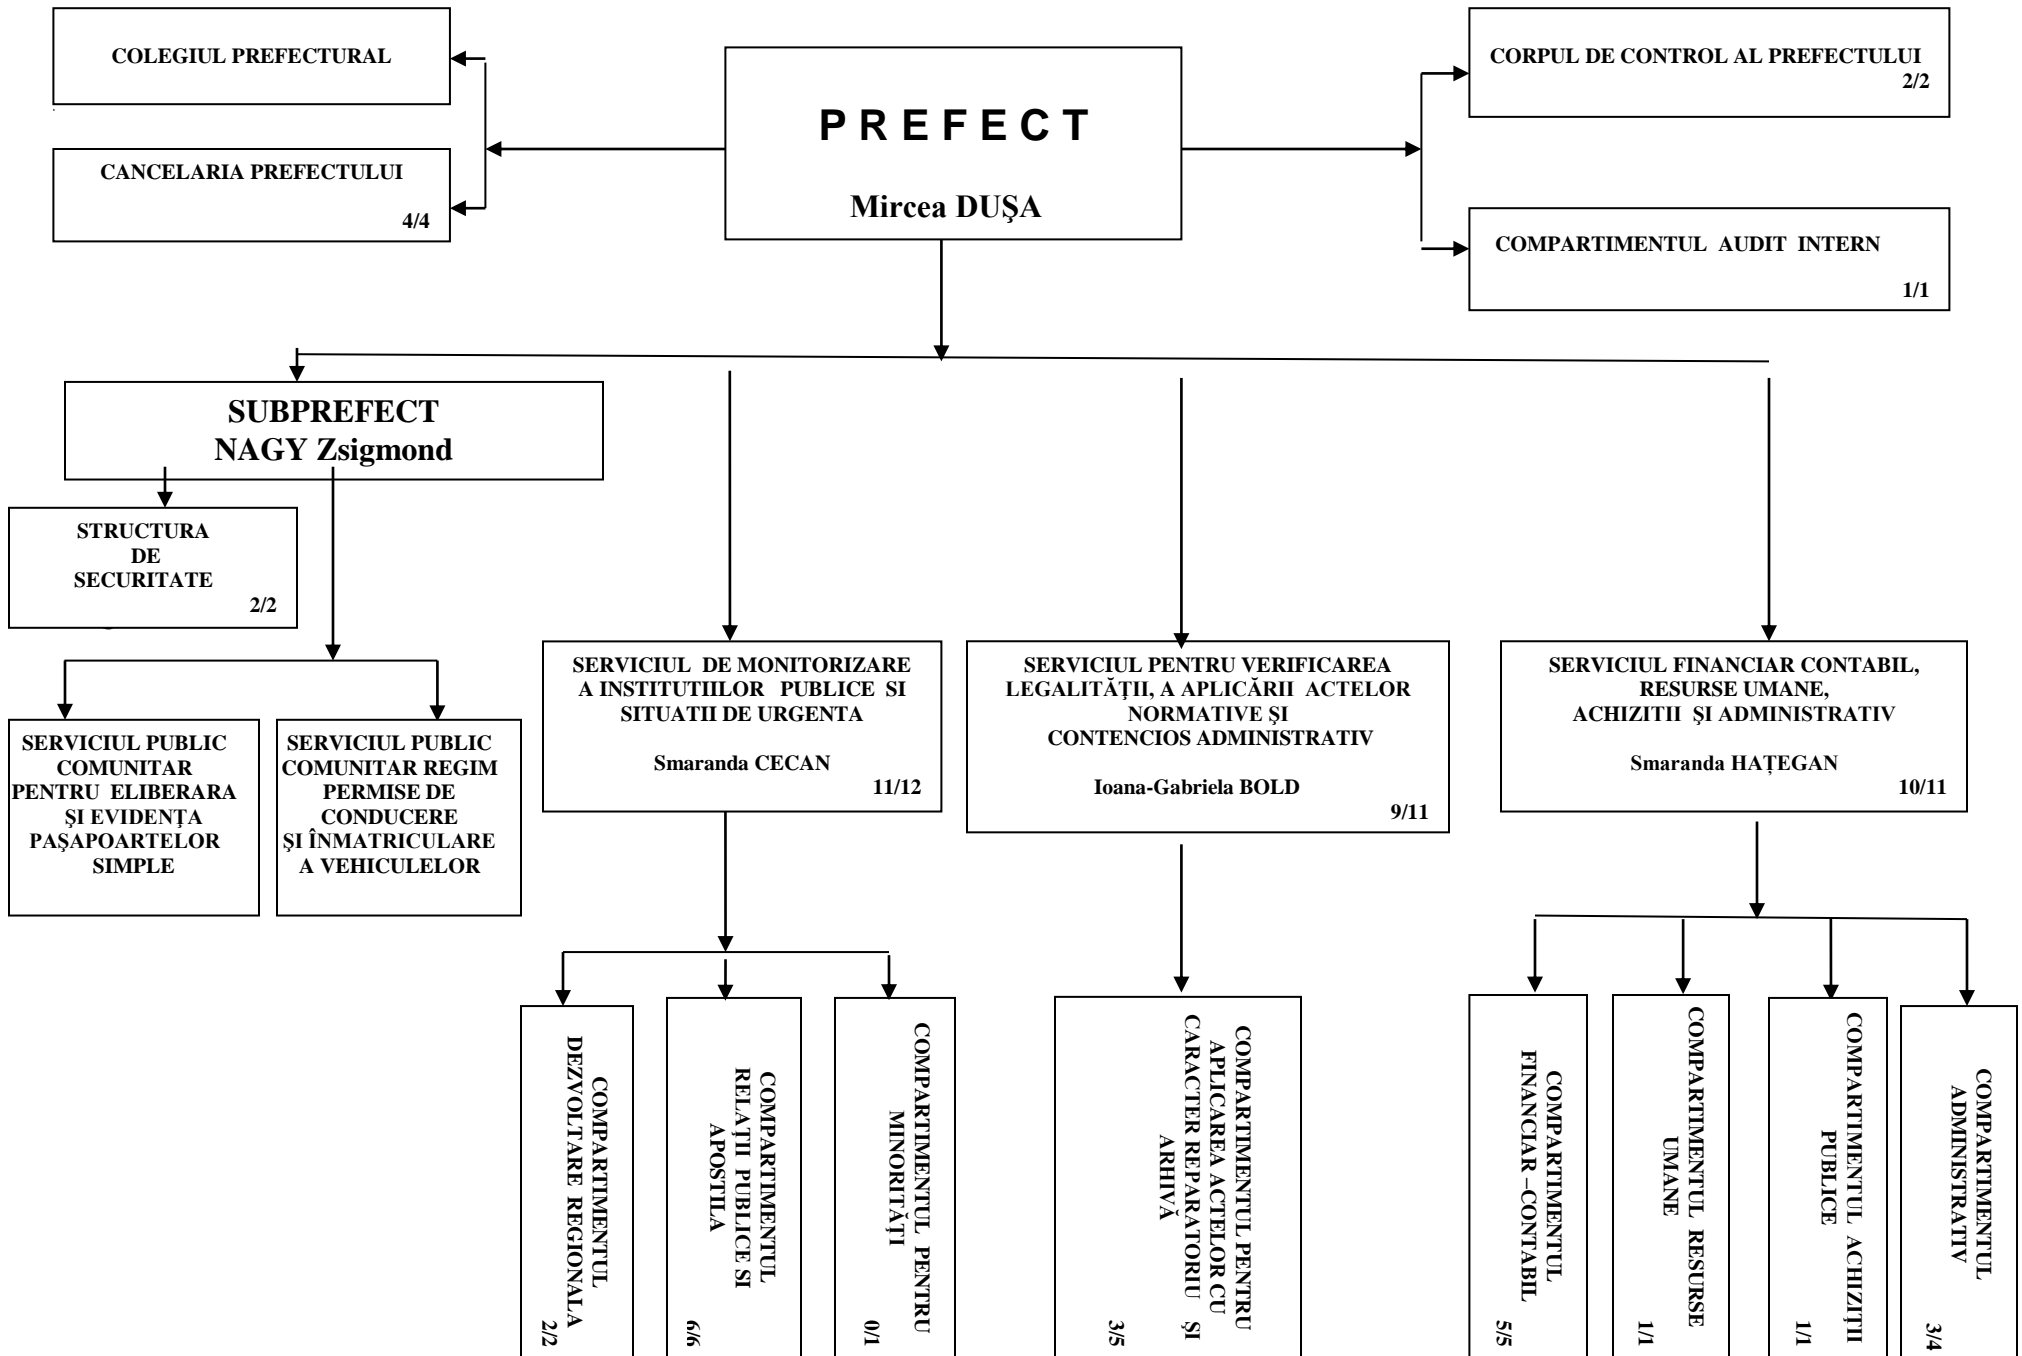 COLEGIUL PREFECTURAL
CANCELARIA PREFECTULUI
4/4
P R E F E C T
Mircea DUŞA
CORPUL DE CONTROL AL PREFECTULUI
2/2
COMPARTIMENTUL AUDIT INTERN
1/1
SUBPREFECT
NAGY Zsigmond
STRUCTURA
DE
SECURITATE
2/2
SERVICIUL PUBLIC
COMUNITAR
PENTRU ELIBERARA
ŞI EVIDENŢA
PAŞAPOARTELOR
SIMPLE
SERVICIUL PUBLIC
COMUNITAR REGIM
PERMISE DE
CONDUCERE
ŞI ÎNMATRICULARE
A VEHICULELOR
SERVICIUL DE MONITORIZARE
A INSTITUTIILOR PUBLICE SI
SITUATII DE URGENTA
Smaranda CECAN
11/12
SERVICIUL PENTRU VERIFICAREA
LEGALITĂŢII, A APLICĂRII ACTELOR
NORMATIVE ŞI
CONTENCIOS ADMINISTRATIV
Ioana-Gabriela BOLD
9/11
SERVICIUL FINANCIAR CONTABIL,
RESURSE UMANE,
ACHIZITII ŞI ADMINISTRATIV
Smaranda HAŢEGAN
10/11
COMPARTIMENTUL
DEZVOLTARE REGIONALA
2/2
COMPARTIMENTUL
RELAŢII PUBLICE SI
APOSTILA
6/6
COMPARTIMENTUL PENTRU
MINORITĂŢI
0/1
COMPARTIMENTUL PENTRU
APLICAREA ACTELOR CU
CARACTER REPARATORIU ŞI
ARHIVĂ
3/5
COMPARTIMENTUL
FINANCIAR –CONTABIL
5/5
COMPARTIMENTUL RESURSE
UMANE
1/1
COMPARTIMENTUL ACHIZIŢII
PUBLICE
1/1
COMPARTIMENTUL
ADMINISTRATIV
3/4